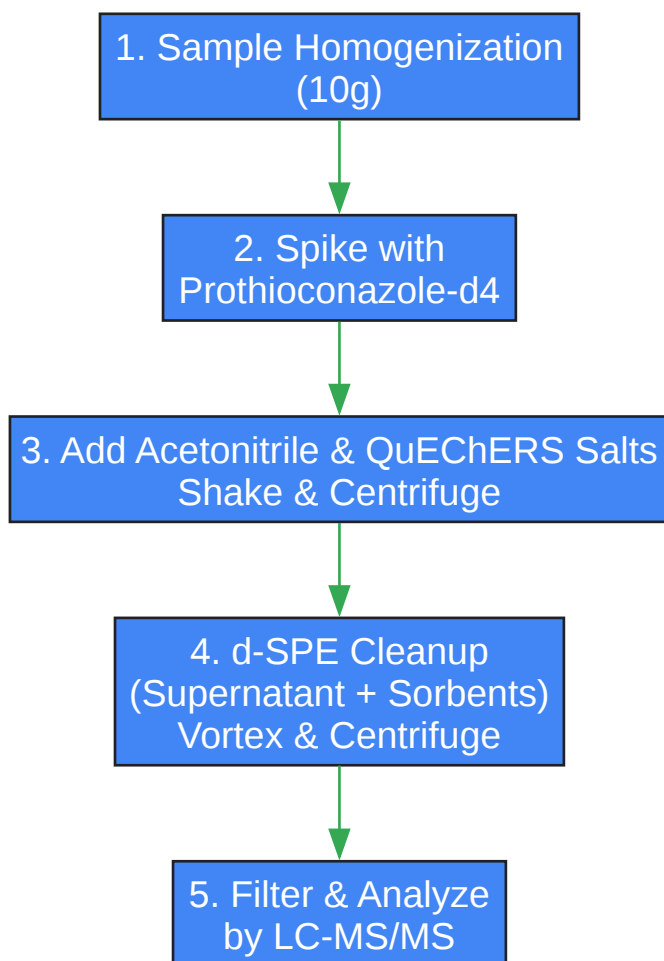 1. Sample Homogenization
(10g)
2. Spike with
Prothioconazole-d4
3. Add Acetonitrile & QuEChERS Salts
Shake & Centrifuge
4. d-SPE Cleanup
(Supernatant + Sorbents)
Vortex & Centrifuge
5. Filter & Analyze
by LC-MS/MS